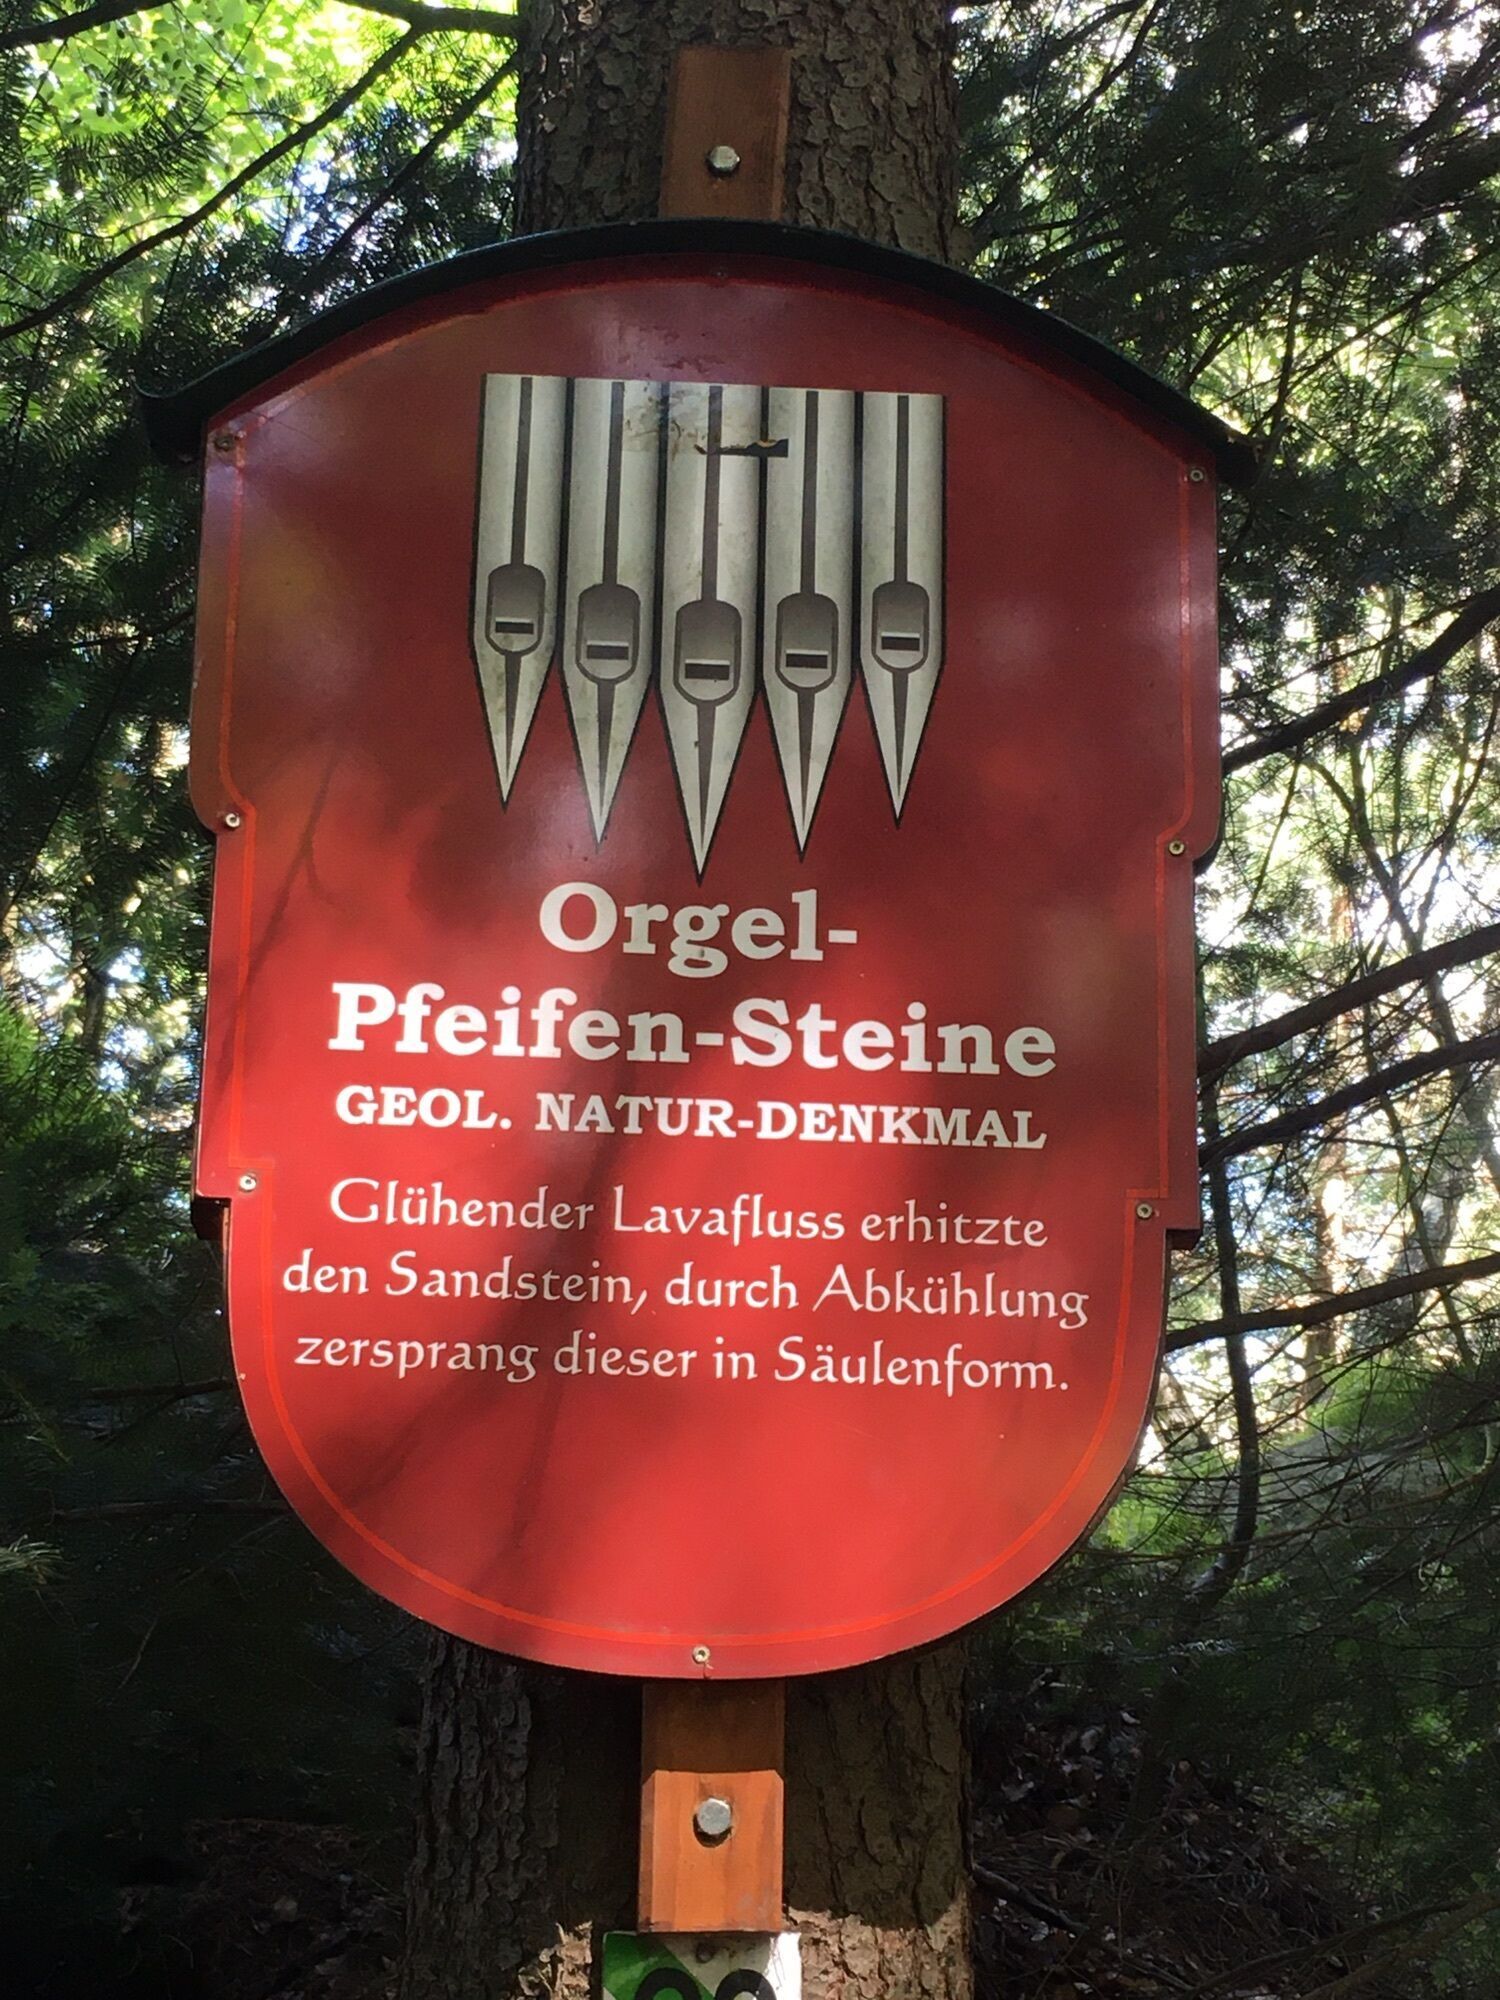 Orgel-
Pfeifen-Steine
GEOL. NATUR-DENKMAL
Glühender Lavafluss erhitzte
den Sandstein, durch Abkühlung
zersprang dieser in Säulenform.